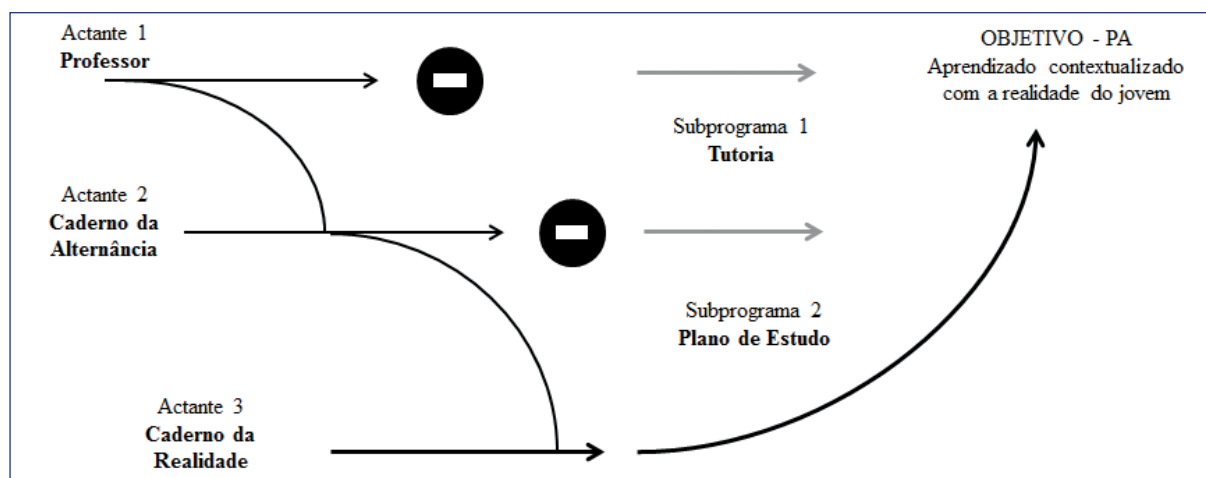 Actante 1
Professor
OBJETIVO - PA
Aprendizado contextualizado
com a realidade do jovem
Subprograma 1
Tutoria
Actante 2
Caderno da
Alternância
Subprograma 2
Plano de Estudo
Actante 3
Caderno da
Realidade